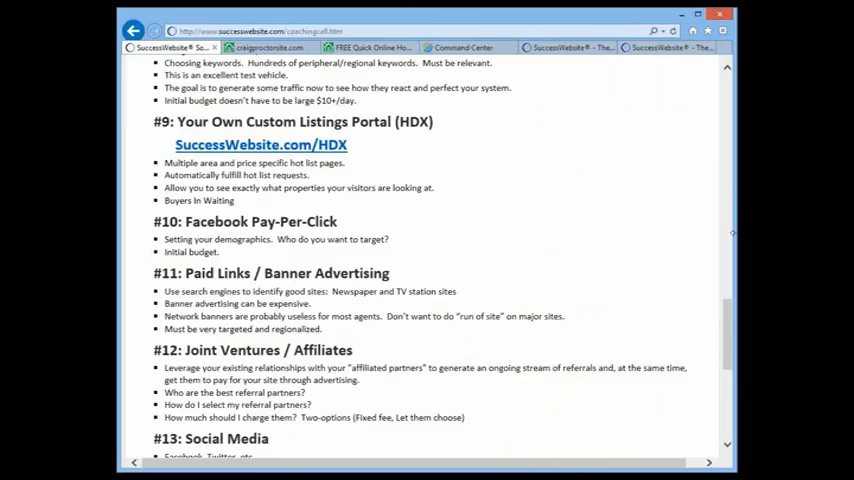 http://www.successwebsite.com/coachingcall.htm
SuccessWebsite® So... craigproctorsite.com FREE Quick Online Ho... Command Center SuccessWebsite® - The... SuccessWebsite® - The...
Choosing keywords. Hundreds of peripheral/regional keywords. Must be relevant.
This is an excellent test vehicle.
The goal is to generate some traffic now to see how they react and perfect your system.
Initial budget doesn't have to be large $10+/day.
#9: Your Own Custom Listings Portal (HDX)
SuccessWebsite.com/HDX
Multiple area and price specific hot list pages.
Automatically fulfill hot list requests.
Allow you to see exactly what properties your visitors are looking at.
Buyers In Waiting
#10: Facebook Pay-Per-Click
Setting your demographics. Who do you want to target?
Initial budget.
#11: Paid Links / Banner Advertising
Use search engines to identify good sites: Newspaper and TV station sites
Banner advertising can be expensive.
Network banners are probably useless for most agents. Don't want to do "run of site" on major sites.
Must be very targeted and regionalized.
#12: Joint Ventures / Affiliates
Leverage your existing relationships with your "affiliated partners" to generate an ongoing stream of referrals and, at the same time,
get them to pay for your site through advertising.
Who are the best referral partners?
How do I select my referral partners?
How much should I charge them? Two-options (Fixed fee, Let them choose)
#13: Social Media
Facebook, Twitter, etc.